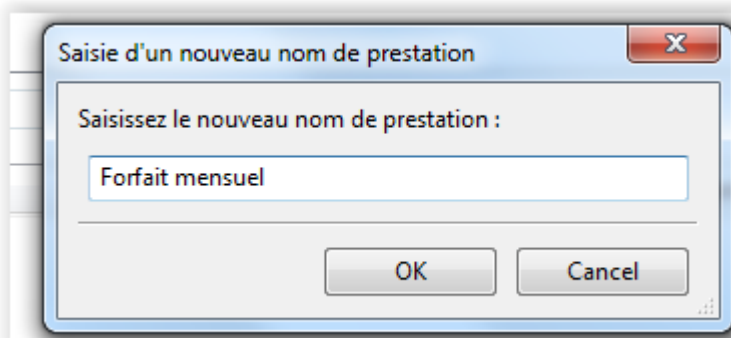 Saisie d'un nouveau nom de prestation
Saisissez le nouveau nom de prestation :
Forfait mensuel
OK
Cancel